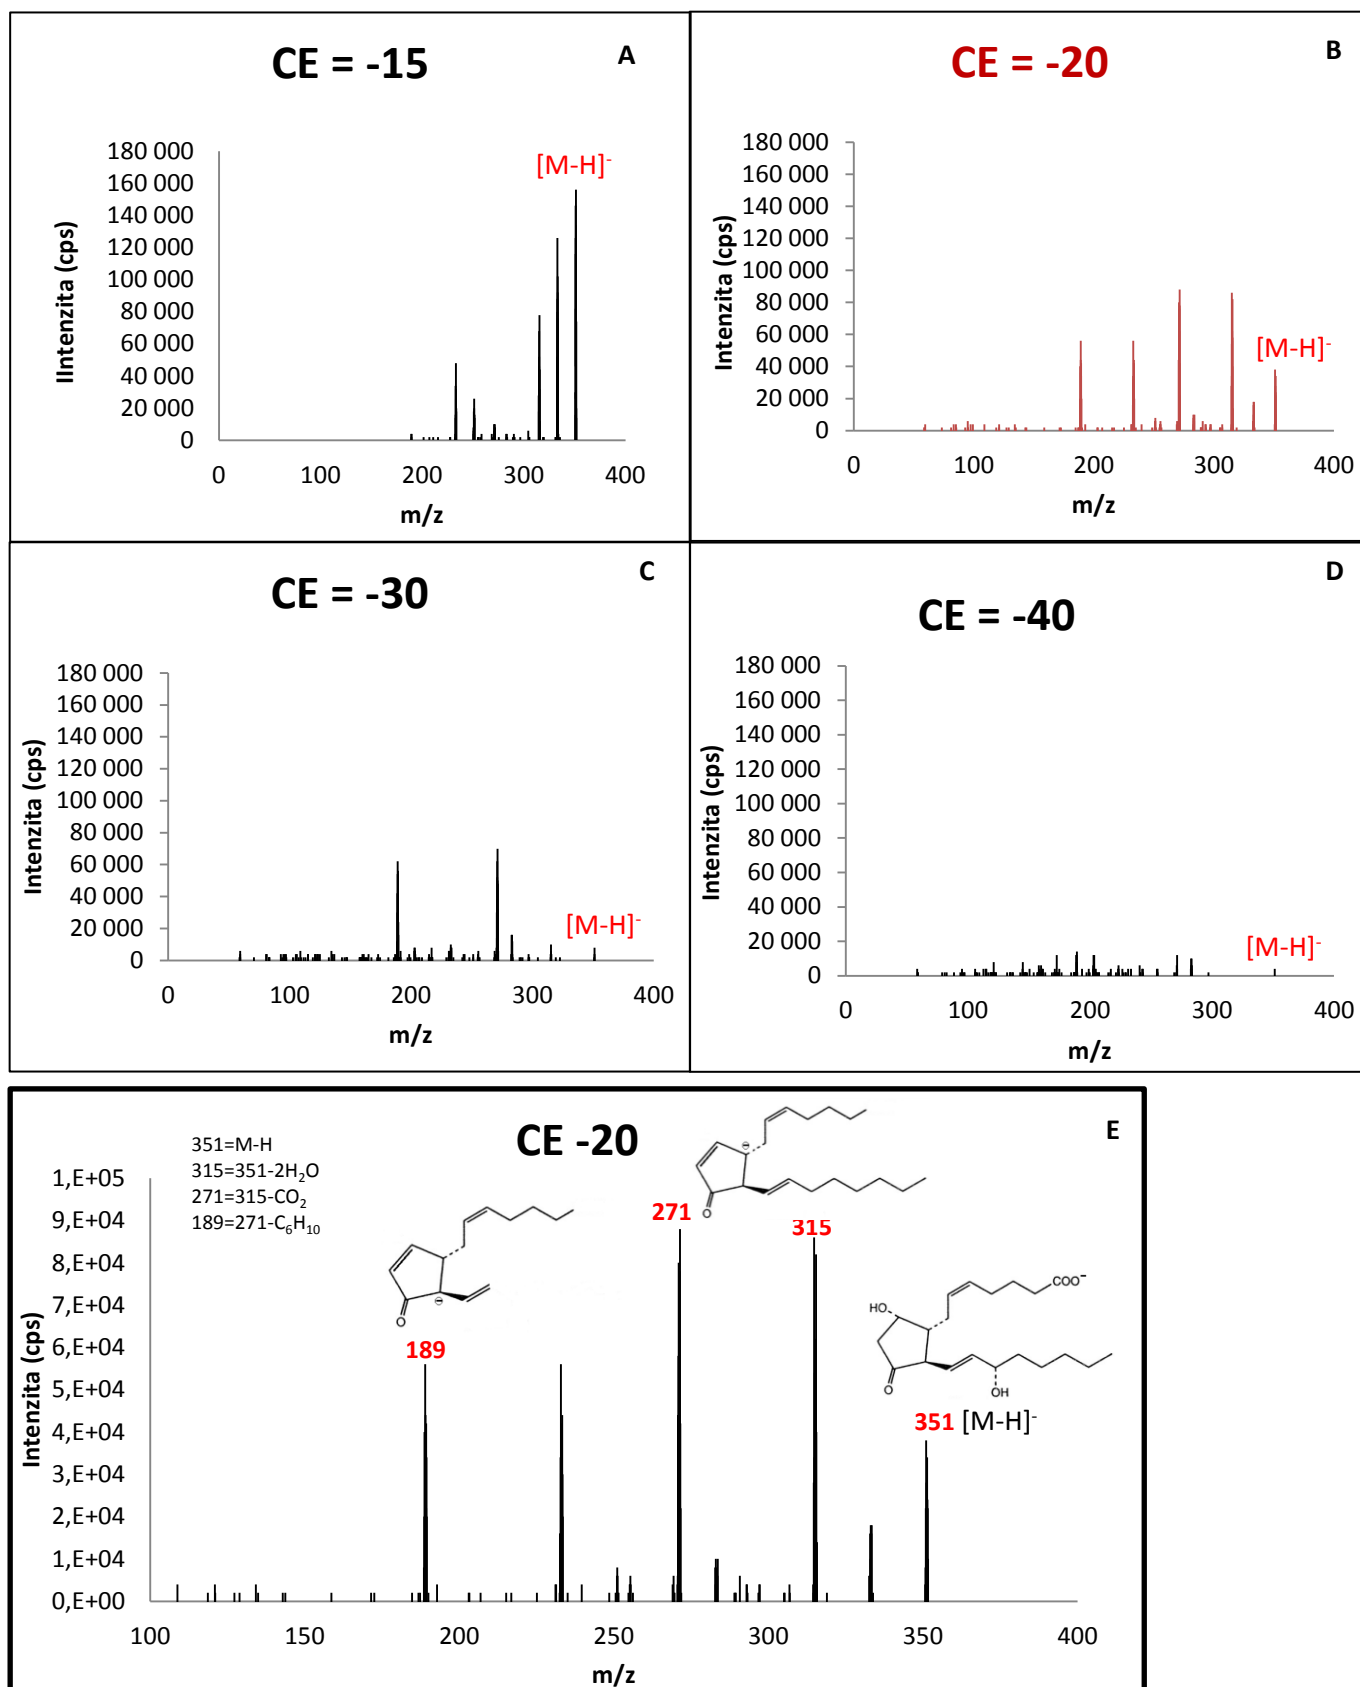 CE = -15
A
180 000
160 000
140 000
120 000
100 000
80 000
60 000
40 000
20 000
0
IIntenzita (cps)
[M-H]-
0 100 200 300 400
m/z
CE = -20
B
180 000
160 000
140 000
120 000
100 000
80 000
60 000
40 000
20 000
0
Intenzita (cps)
[M-H]-
0 100 200 300 400
m/z
CE = -30
C
180 000
160 000
140 000
120 000
100 000
80 000
60 000
40 000
20 000
0
Intenzita (cps)
[M-H]-
0 100 200 300 400
m/z
CE = -40
D
180 000
160 000
140 000
120 000
100 000
80 000
60 000
40 000
20 000
0
Intenzita (cps)
[M-H]-
0 100 200 300 400
m/z
CE -20
E
351=M-H
315=351-2H₂O
271=315-CO₂
189=271-C₆H₁₀
1,E+05
9,E+04
8,E+04
7,E+04
6,E+04
5,E+04
4,E+04
3,E+04
2,E+04
1,E+04
0,E+00
Intenzita (cps)
O
⊖
189
O
⊖
271
315
HO
COO⁻
O
OH
351 [M-H]-
100 150 200 250 300 350 400
m/z